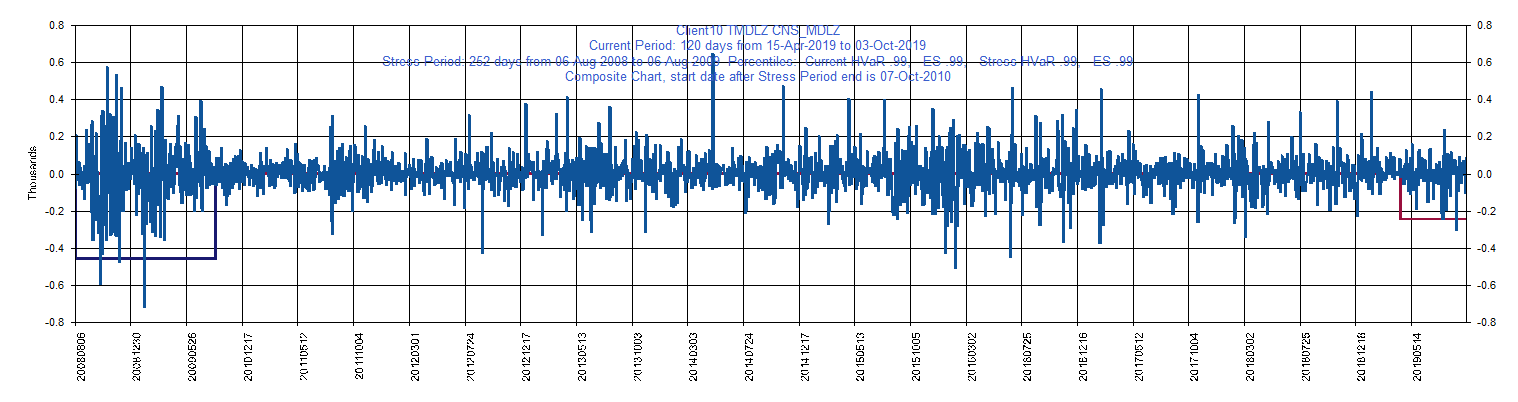 Client10 TMDLZ CNS_MDLZ
Current Period: 120 days from 15-Apr-2019 to 03-Oct-2019
Stress Period: 252 days from 06 Aug 2008 to 06 Aug 2009 Percentiles: Current HVaR .99, ES .99, Stress HVaR .99, ES .99
Composite Chart, start date after Stress Period end is 07-Oct-2010
Thousands
0.8 0.8
0.6 0.6
0.4 0.4
0.2 0.2
0.0 0.0
-0.2 -0.2
-0.4 -0.4
-0.6 -0.6
-0.8 -0.8
20080806 20081230 20090526 20101217 20110512 20111004 20120301 20120724 20121217 20130513 20131003 20140303 20140724 20141217 20150513 20151005 20160302 20160725 20161216 20170512 20171004 20180302 20180726 20181218 20190514